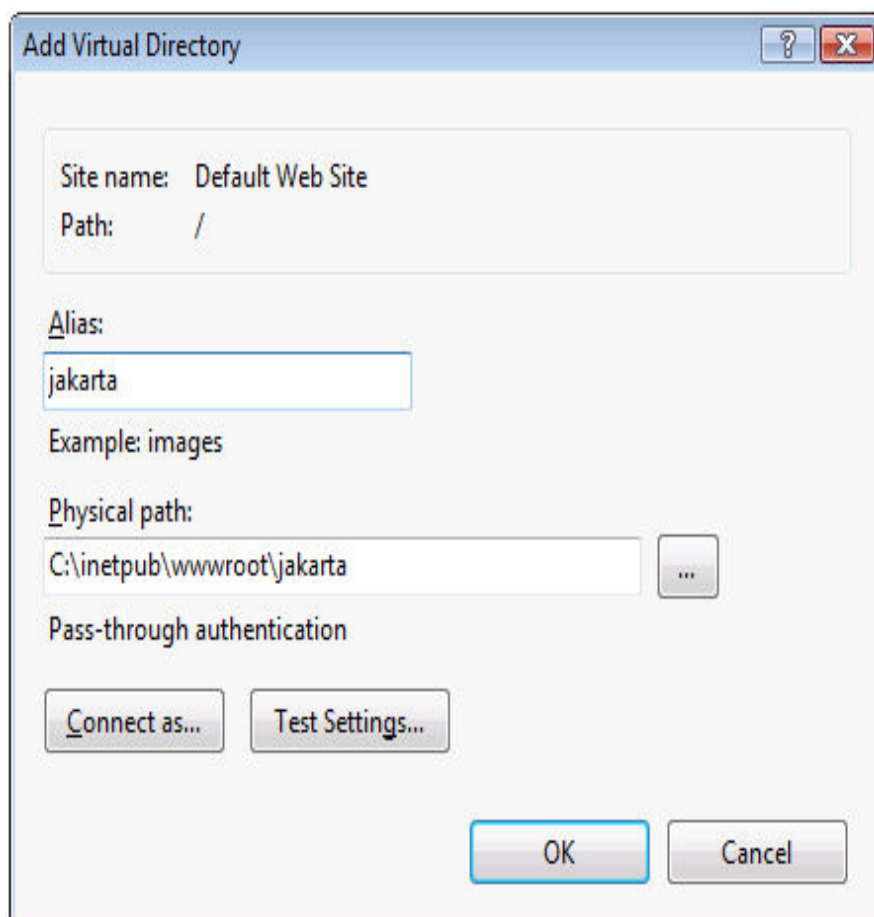 Add Virtual Directory
Site name: Default Web Site
Path: /
Alias:
jakarta
Example: images
Physical path:
C:\inetpub\wwwroot\jakarta
...
Pass-through authentication
Connect as... Test Settings...
OK Cancel